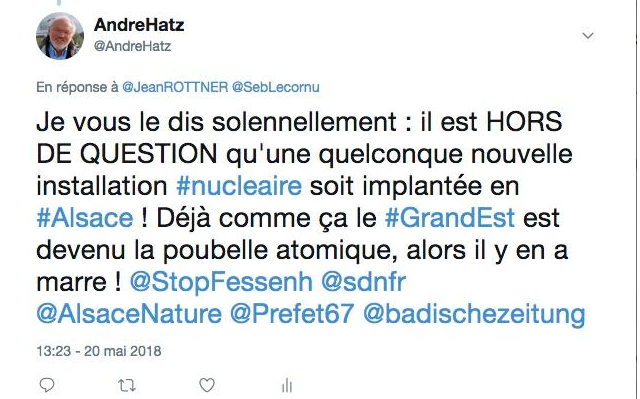 AndreHatz
@AndreHatz
En réponse à @JeanROTTNER @SebLecornu
Je vous le dis solennellement : il est HORS
DE QUESTION qu'une quelconque nouvelle
installation #nucleaire soit implantée en
#Alsace ! Déjà comme ça le #GrandEst est
devenu la poubelle atomique, alors il y en a
marre ! @StopFessenh @sdnfr
@AlsaceNature @Prefet67 @badischezeitung
13:23 - 20 mai 2018